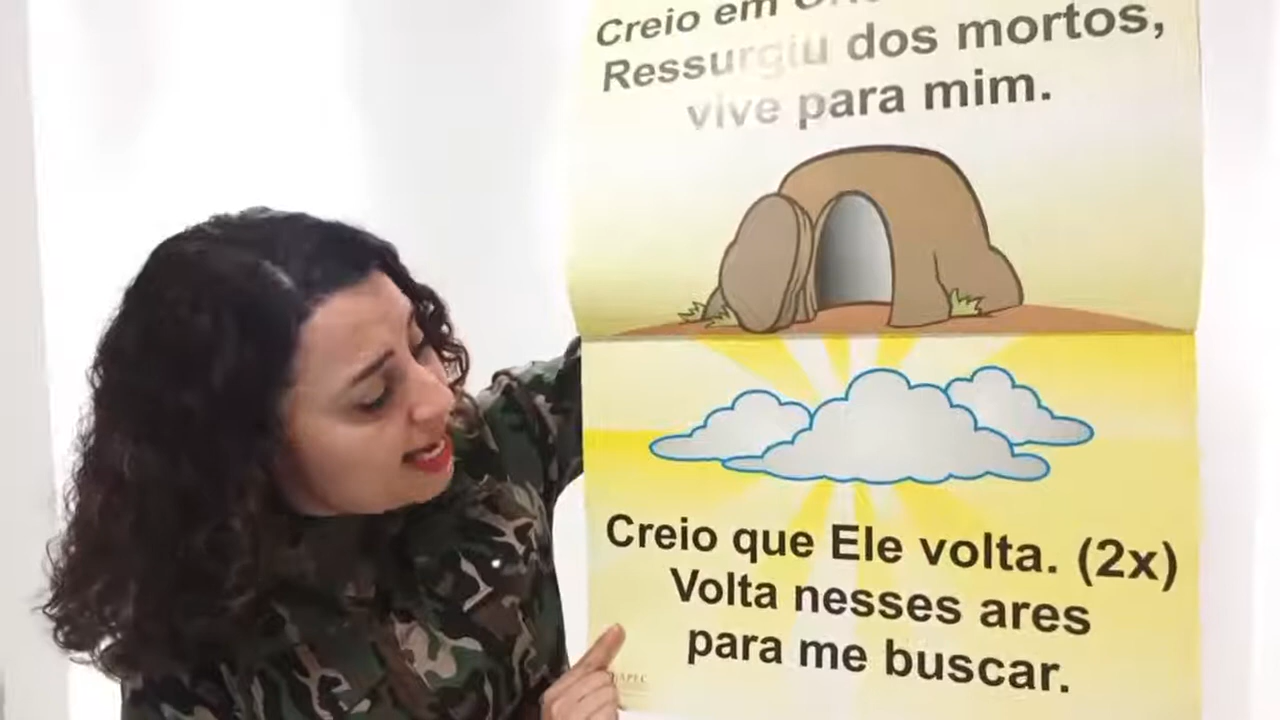 Creio em
Ressurgiu dos mortos,
vive para mim.
Creio que Ele volta. (2x)
Volta nesses ares
para me buscar.
APEC